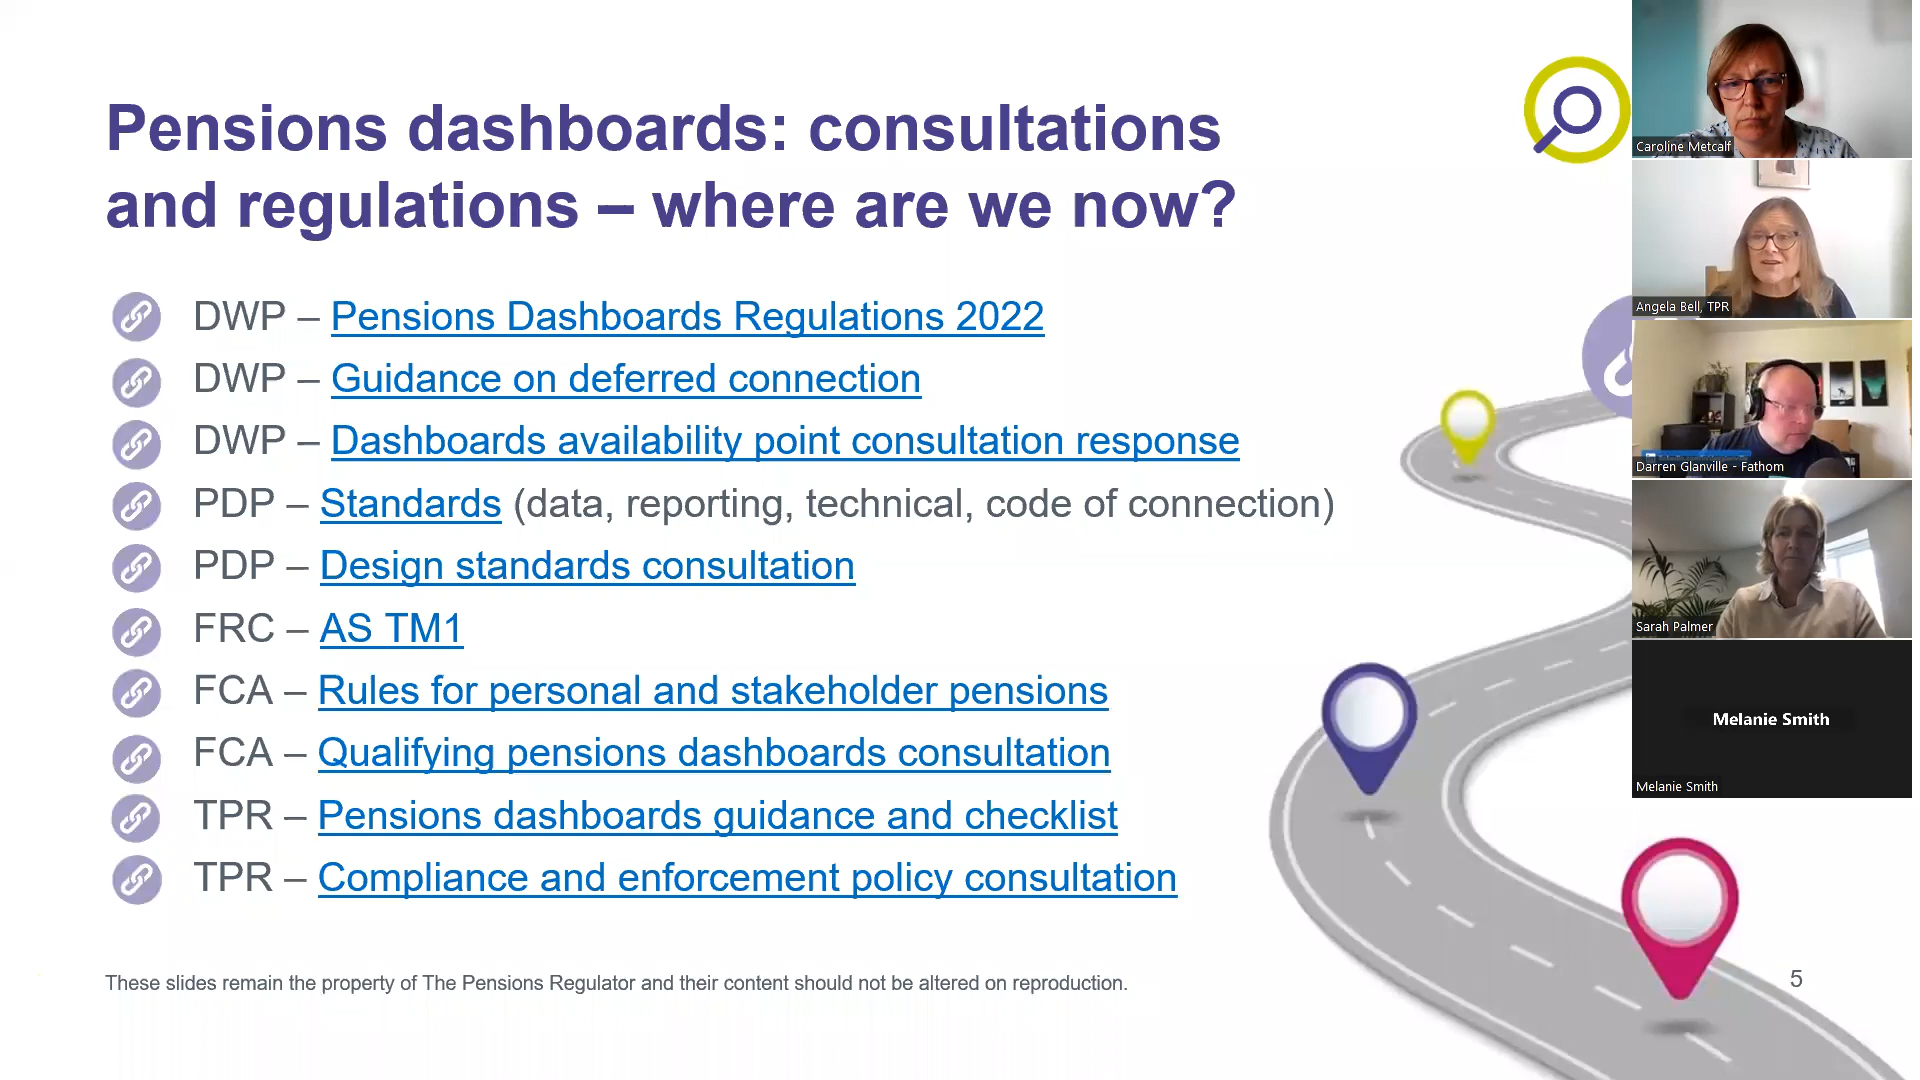 Pensions dashboards: consultations
and regulations – where are we now?
DWP – Pensions Dashboards Regulations 2022
DWP – Guidance on deferred connection
DWP – Dashboards availability point consultation response
PDP – Standards (data, reporting, technical, code of connection)
PDP – Design standards consultation
FRC – AS TM1
FCA – Rules for personal and stakeholder pensions
FCA – Qualifying pensions dashboards consultation
TPR – Pensions dashboards guidance and checklist
TPR – Compliance and enforcement policy consultation
These slides remain the property of The Pensions Regulator and their content should not be altered on reproduction.
5
Caroline Metcalf
Angela Bell, TPR
Darren Glanville - Fathom
Sarah Palmer
Melanie Smith
Melanie Smith